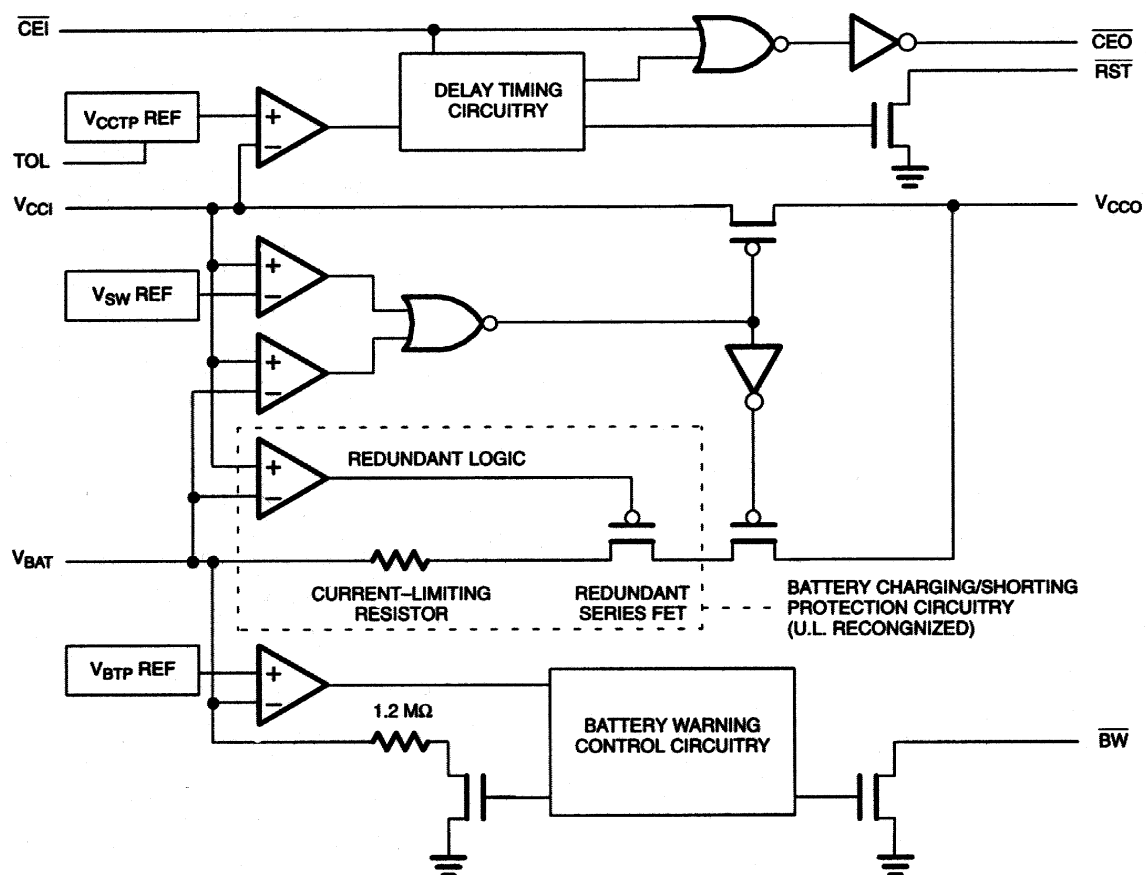 CEI
CEO
RST
DELAY TIMING
CIRCUITRY
VCCTP REF
+
−
TOL
VCCI
VCCO
+
−
VSW REF
+
−
REDUNDANT LOGIC
+
−
VBAT
CURRENT–LIMITING
RESISTOR
REDUNDANT
SERIES FET
BATTERY CHARGING/SHORTING
PROTECTION CIRCUITRY
(U.L. RECONGNIZED)
VBTP REF
+
−
1.2 MΩ
BATTERY WARNING
CONTROL CIRCUITRY
BW